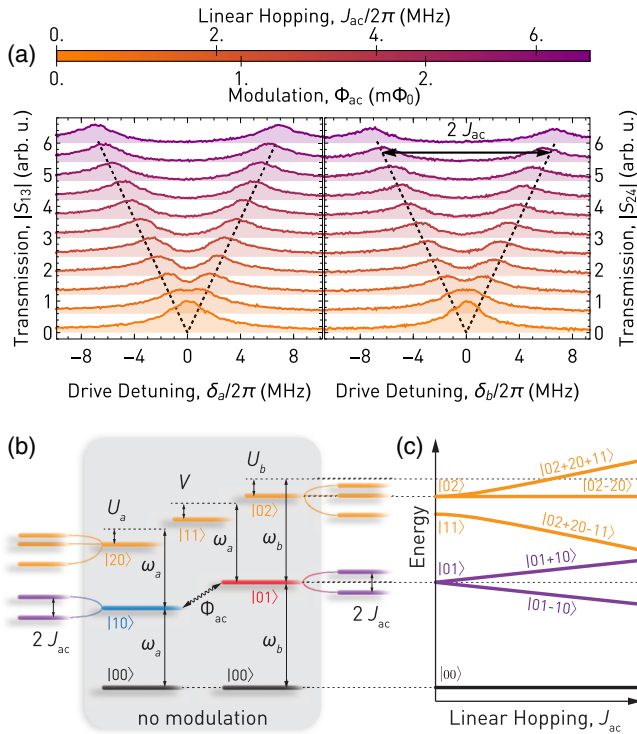 Linear Hopping, J_ac/2π (MHz)
0. 2. 4. 6.
(a)
0. 1. 2.
Modulation, Φ_ac (mΦ_0)
Transmission, |S_13| (arb. u.)
6
5
4
3
2
1
0
−8 −4 0 4 8
Drive Detuning, δ_a/2π (MHz)
2 J_ac
−8 −4 0 4 8
Drive Detuning, δ_b/2π (MHz)
6
5
4
3
2
1
0
Transmission, |S_24| (arb. u.)
(b)
U_a
V
U_b
|20⟩
|11⟩
|02⟩
ω_a
ω_a
ω_b
|10⟩
Φ_ac
|01⟩
2 J_ac
2 J_ac
ω_a
ω_b
|00⟩
|00⟩
no modulation
(c)
Energy
|02⟩
|02+20+11⟩
|02-20⟩
|11⟩
|02+20-11⟩
|01⟩
|01+10⟩
|01-10⟩
|00⟩
Linear Hopping, J_ac